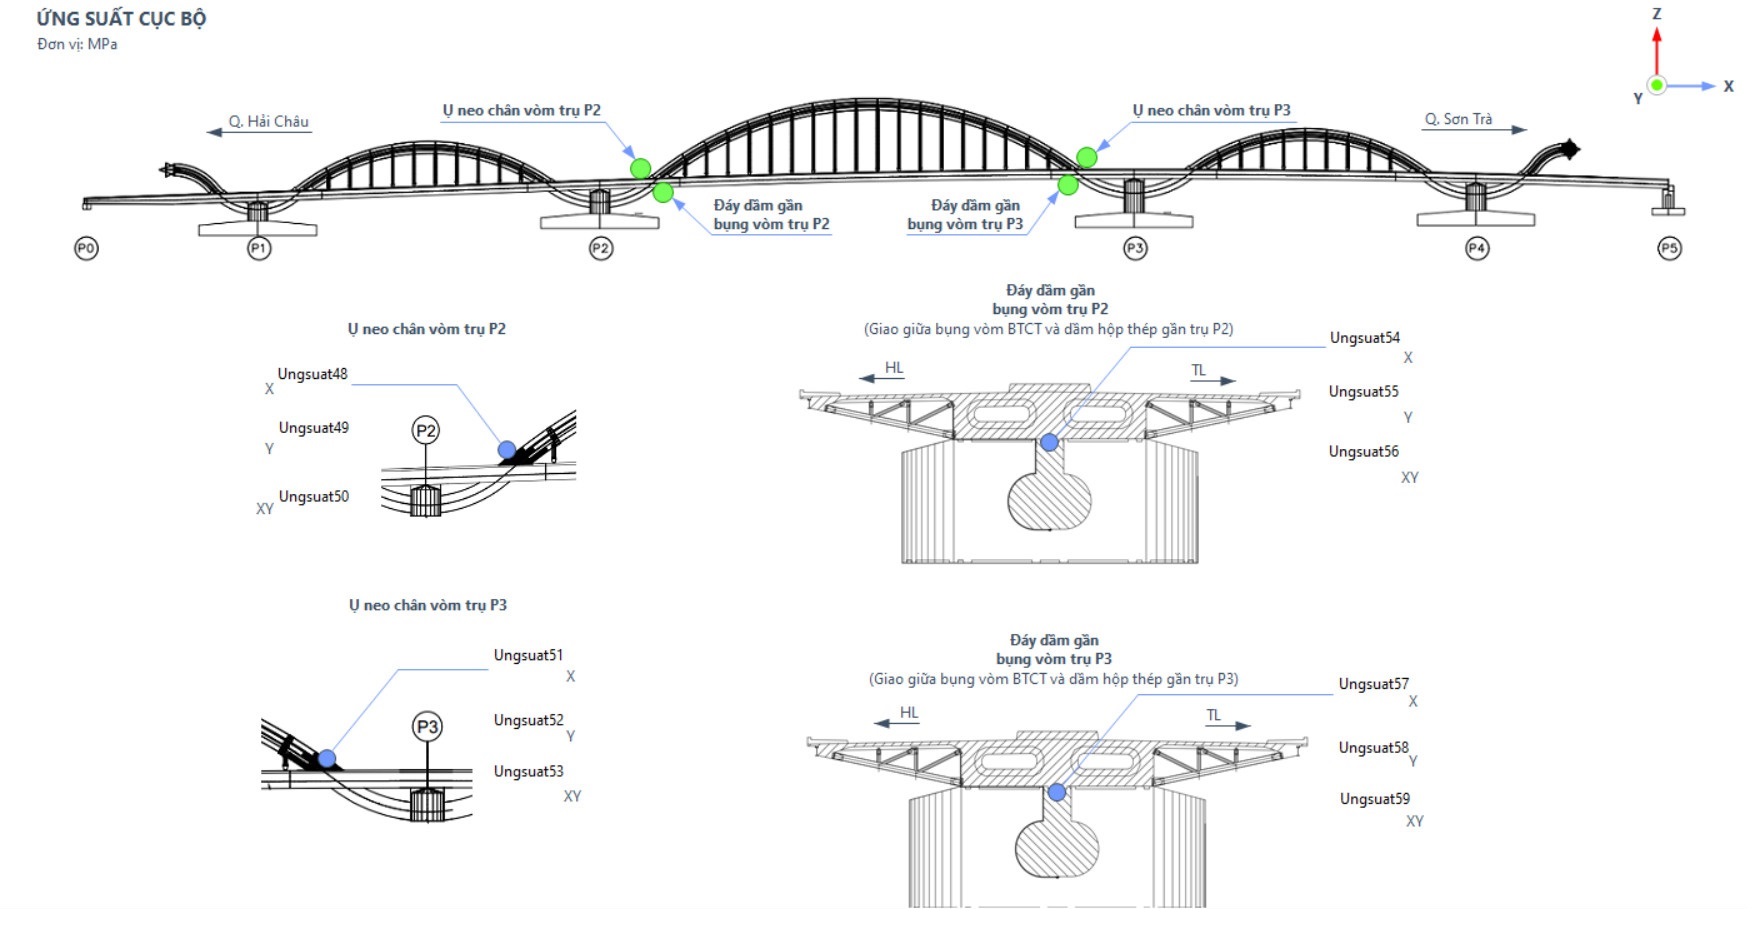 ỨNG SUẤT CỤC BỘ
Đơn vị: MPa
Z
X
Y
Q. Hải Châu
Ụ neo chân vòm trụ P2
Ụ neo chân vòm trụ P3
Q. Sơn Trà
Đáy dầm gần
bụng vòm trụ P2
Đáy dầm gần
bụng vòm trụ P3
P0
P1
P2
P3
P4
P5
Ụ neo chân vòm trụ P2
Ungsuat48
X
Ungsuat49
Y
Ungsuat50
XY
P2
Đáy dầm gần
bụng vòm trụ P2
(Giao giữa bụng vòm BTCT và dầm hộp thép gần trụ P2)
HL
TL
Ungsuat54
X
Ungsuat55
Y
Ungsuat56
XY
Ụ neo chân vòm trụ P3
Ungsuat51
X
Ungsuat52
Y
Ungsuat53
XY
P3
Đáy dầm gần
bụng vòm trụ P3
(Giao giữa bụng vòm BTCT và dầm hộp thép gần trụ P3)
HL
TL
Ungsuat57
X
Ungsuat58
Y
Ungsuat59
XY